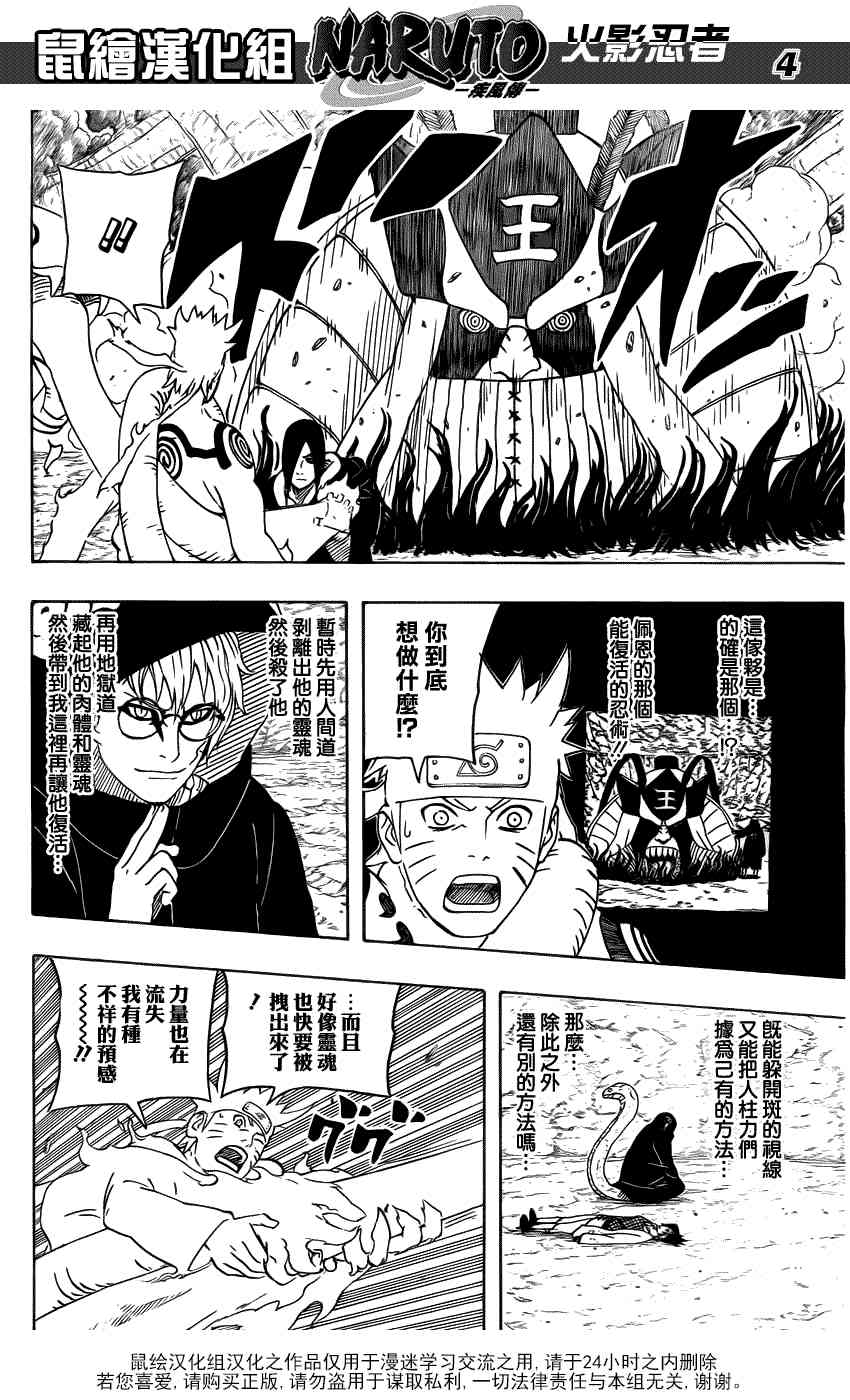 鼠繪漢化組
NARUTO
-疾風傳-
火影忍者
4
!!
ズ
オ
王
這傢夥是…
的確是那個…!?
佩恩的那個
能復活的忍術!!
王
你到底
想做什麼!?
暫時先用人間道
剝離出他的靈魂
然後殺了他
再用地獄道
藏起他的肉體和靈魂
然後帶到我這裡再讓他復活…
既能躲開斑的視線
又能把人柱力們
據爲己有的方法…
那麼…
除此之外
還有別的方法嗎…
…而且
好像靈魂
也快要被
拽出來了
!
力量也在
流失
我有種
不祥的預感
~~~!!
グググ
鼠绘汉化组汉化之作品仅用于漫迷学习交流之用, 请于24小时之内删除
若您喜爱, 请购买正版, 请勿盗用于谋取私利, 一切法律责任与本组无关, 谢谢。